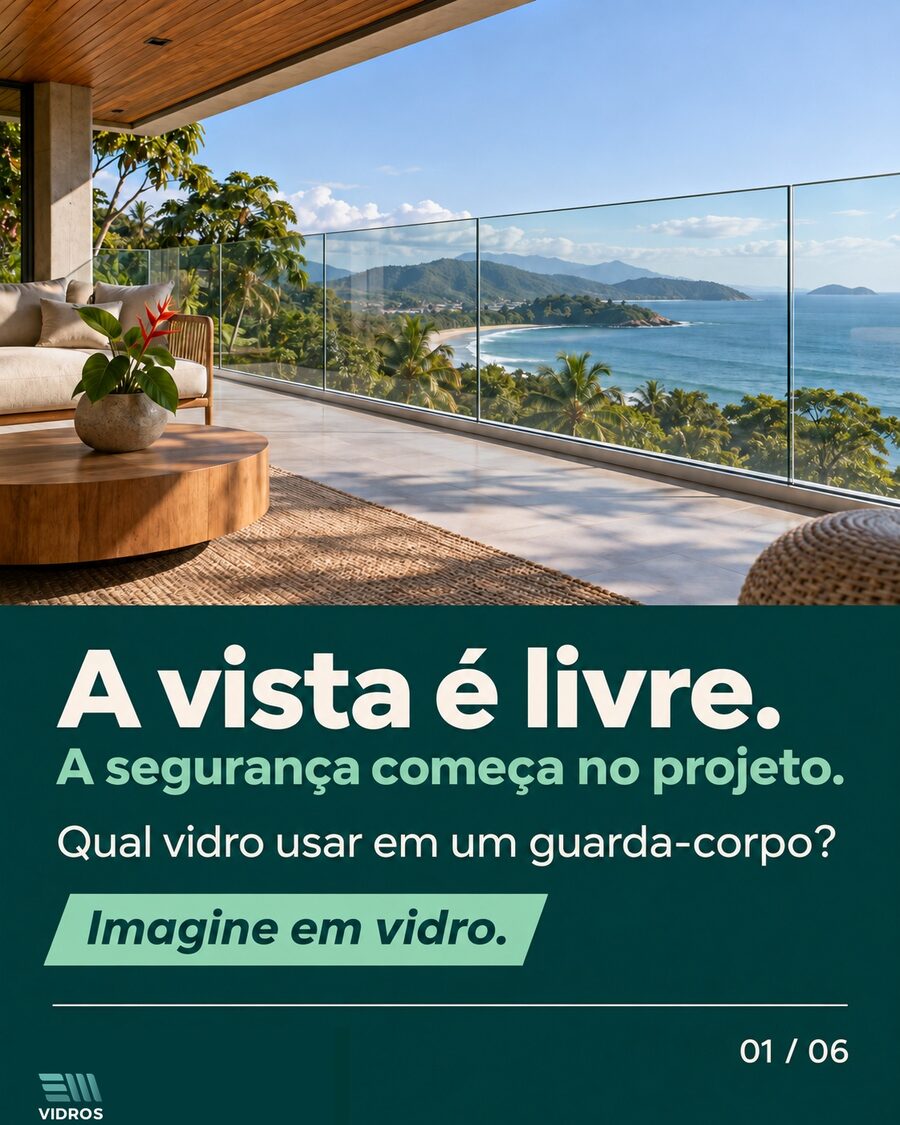 A vista é livre.
A segurança começa no projeto.
Qual vidro usar em um guarda-corpo?
Imagine em vidro.
01 / 06
EM
VIDROS